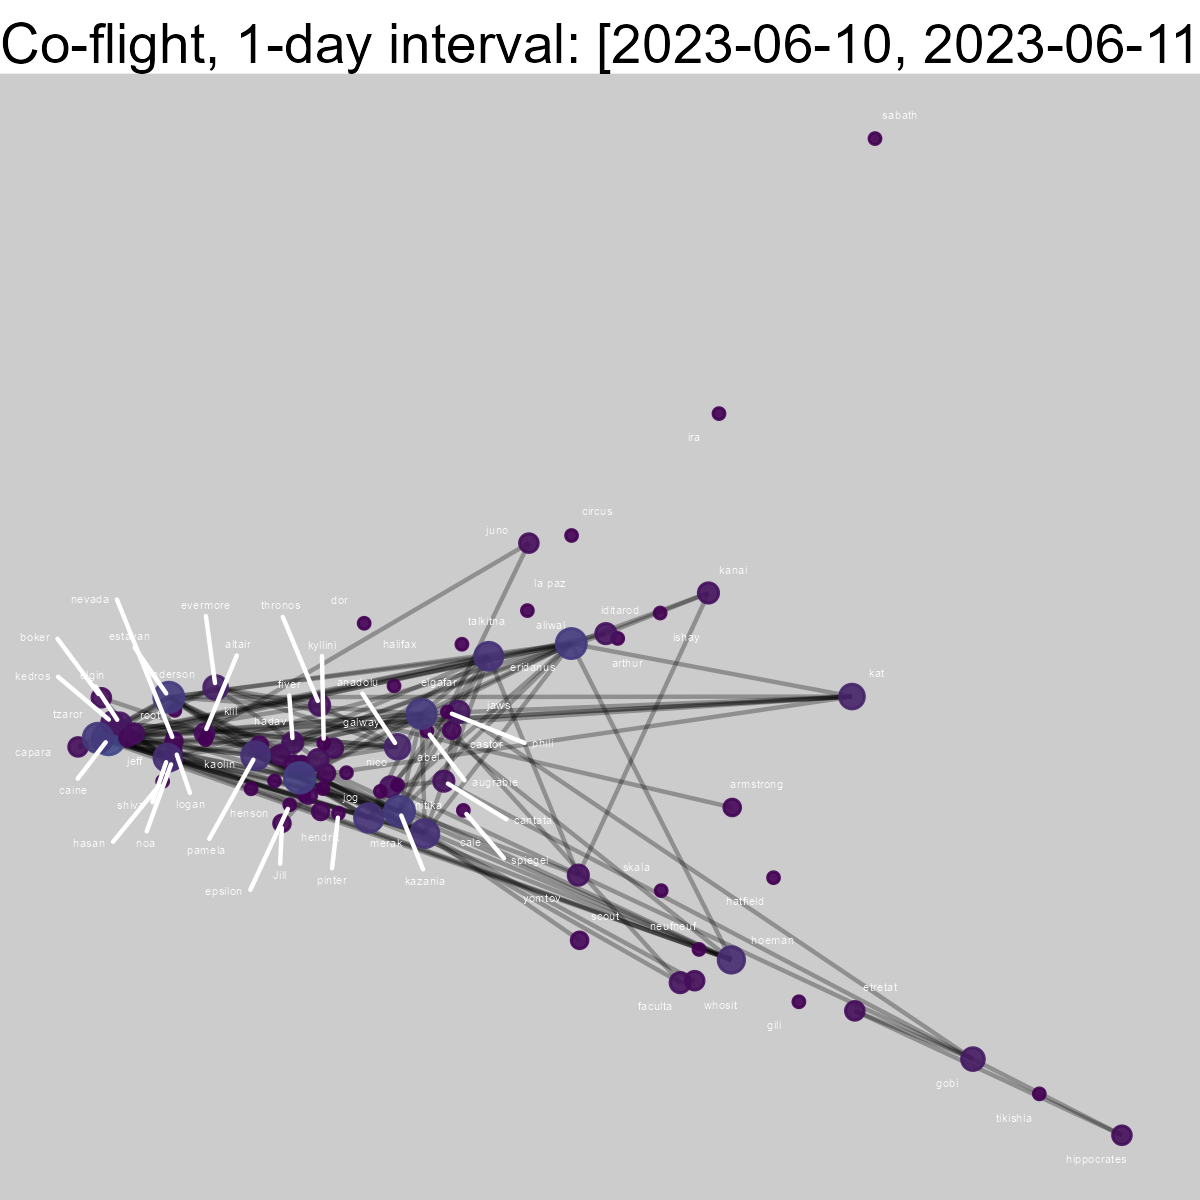 Co-flight, 1-day interval: [2023-06-10, 2023-06-11
sabath
ira
circus
juno
kanai
la paz
nevada
evermore
thronos
dor
iditarod
talkitna
aliwal
boker
estavan
altair
kyllini
halifax
ishay
arthur
eridanus
kat
kedros
elgin
anderson
fiver
anadolu
elgafar
jaws
tzaror
root
kill
hadav
galway
castor
phili
capara
jeff
kaolin
nico
abel
augrabie
armstrong
caine
shiva
logan
henson
jog
nitika
cantata
hasan
noa
pamela
hendrix
merak
cale
spiegel
epsilon
Jill
pinter
kazania
skala
yomtov
hatfield
scout
neufneuf
hoeman
etretat
faculta
whosit
gili
gobi
tikishla
hippocrates